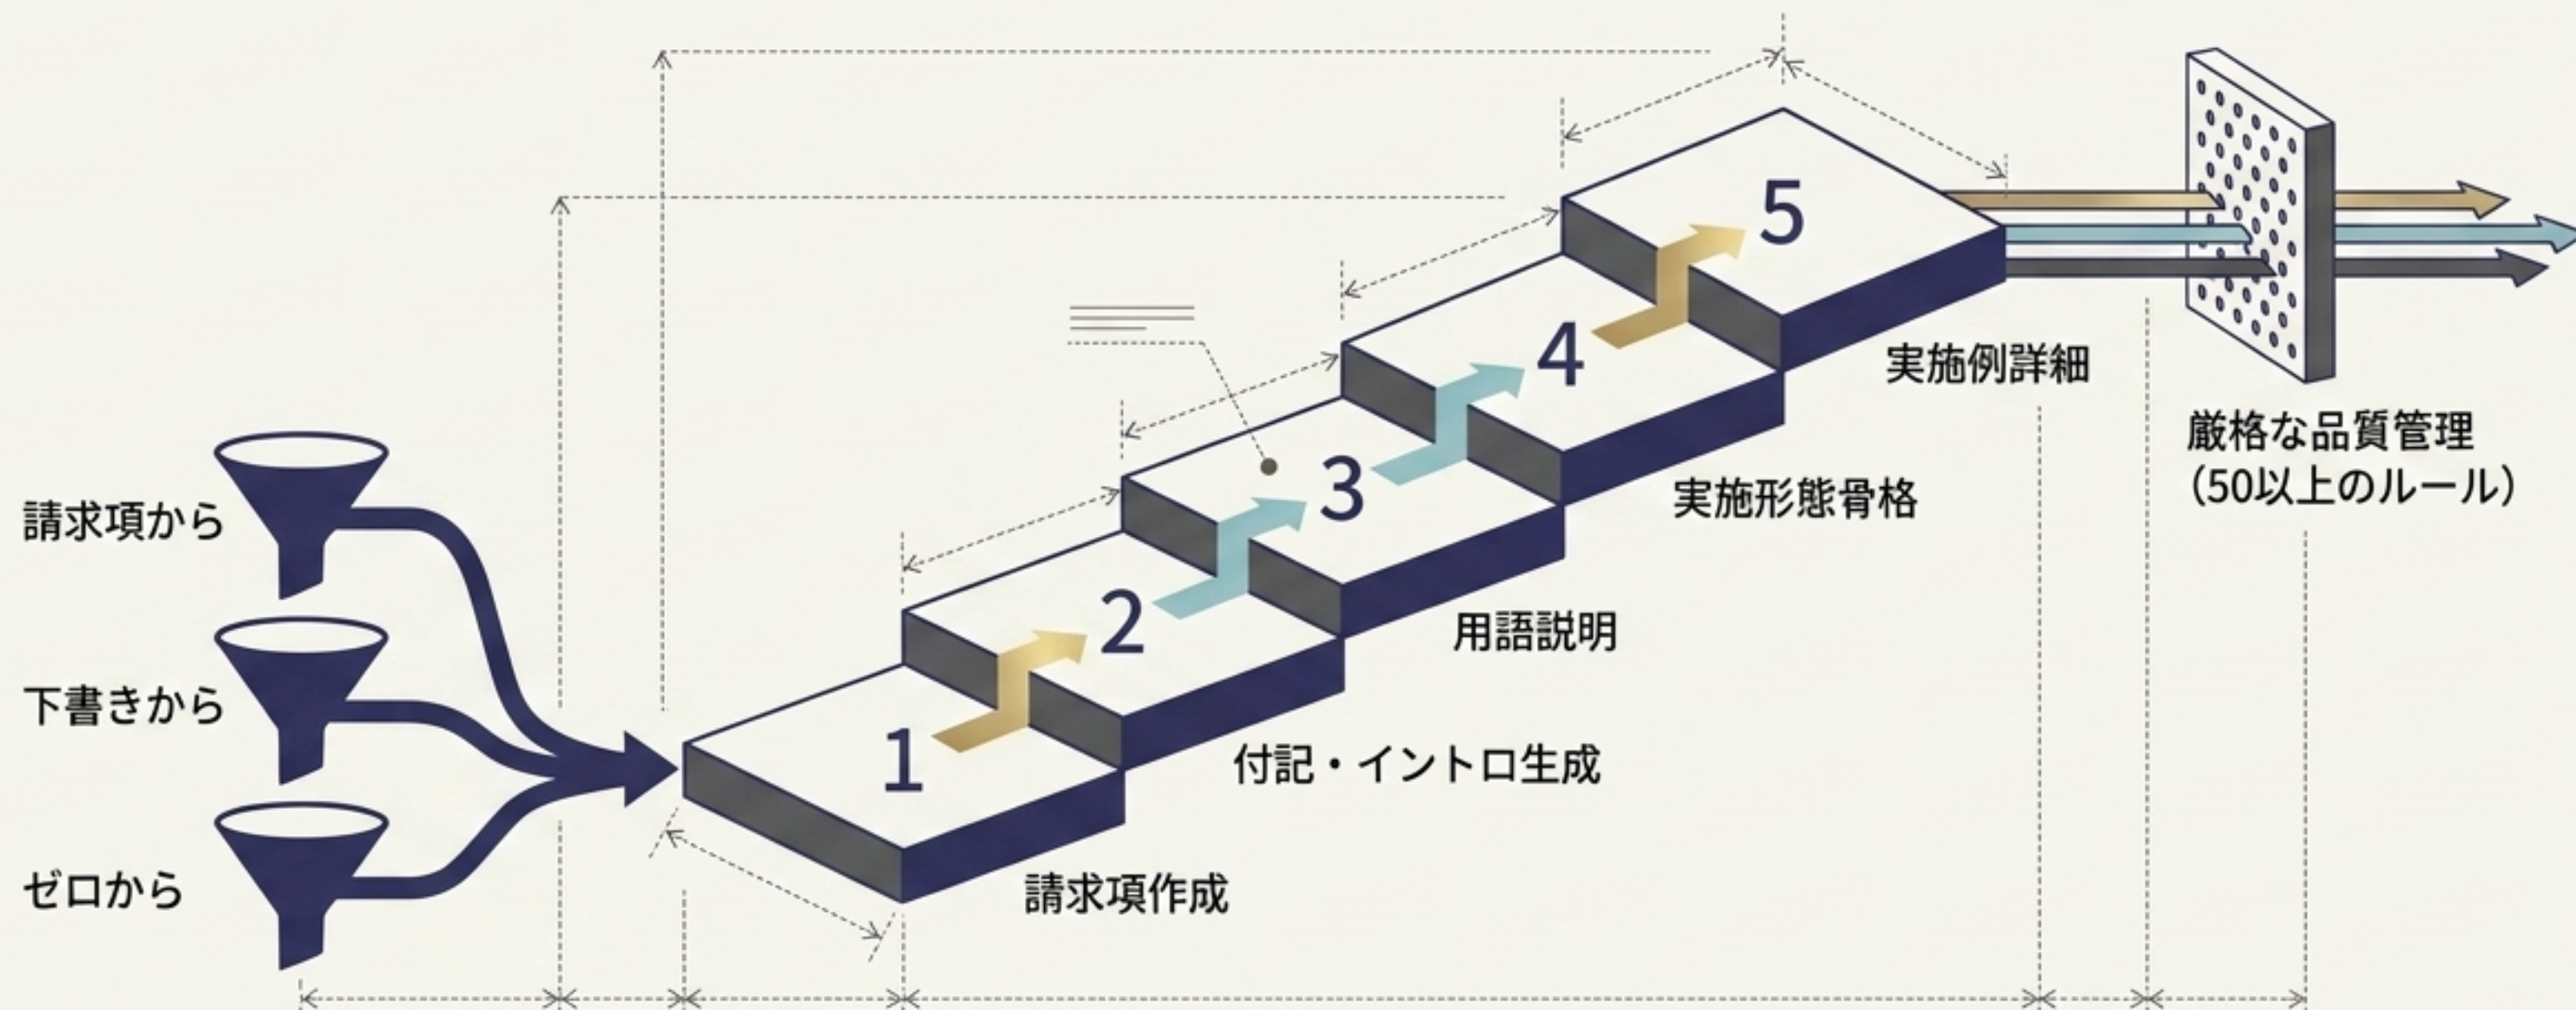 請求項から
下書きから
ゼロから
1
請求項作成
2
付記・イントロ生成
3
用語説明
4
実施形態骨格
5
実施例詳細
厳格な品質管理
（50以上のルール）